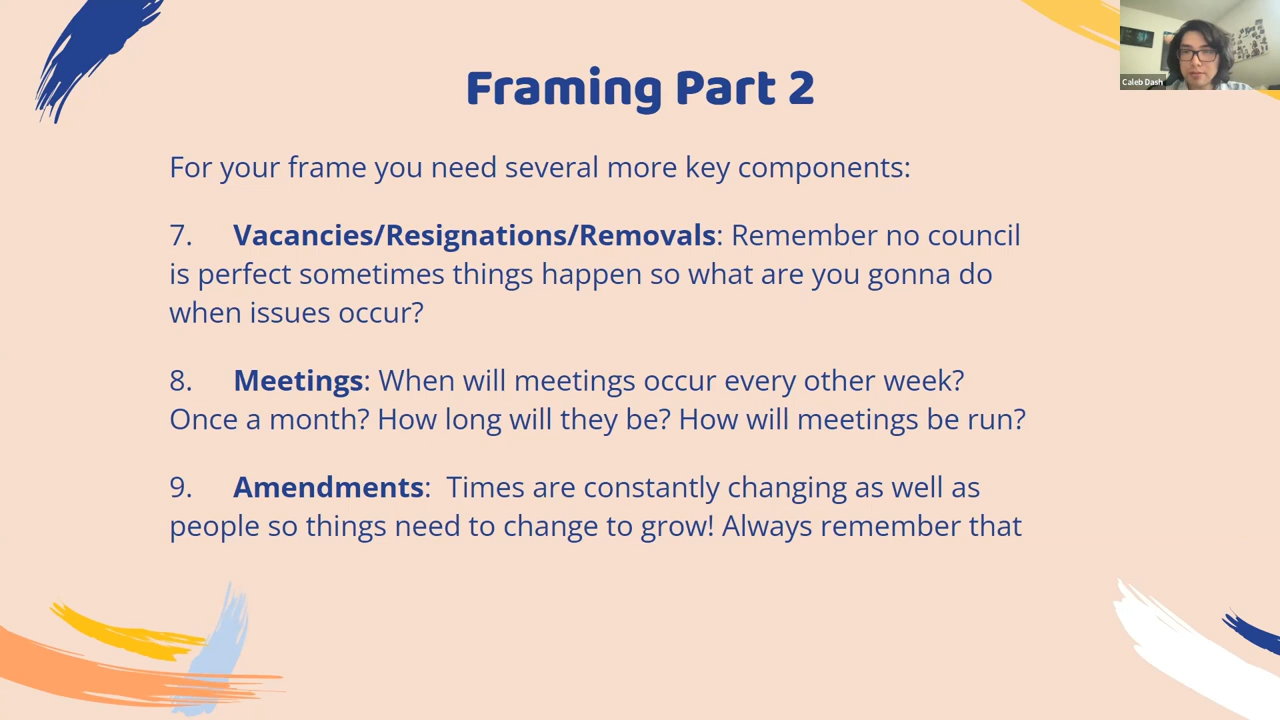 Framing Part 2
Caleb Dash
For your frame you need several more key components:
7. Vacancies/Resignations/Removals: Remember no council
is perfect sometimes things happen so what are you gonna do
when issues occur?
8. Meetings: When will meetings occur every other week?
Once a month? How long will they be? How will meetings be run?
9. Amendments: Times are constantly changing as well as
people so things need to change to grow! Always remember that